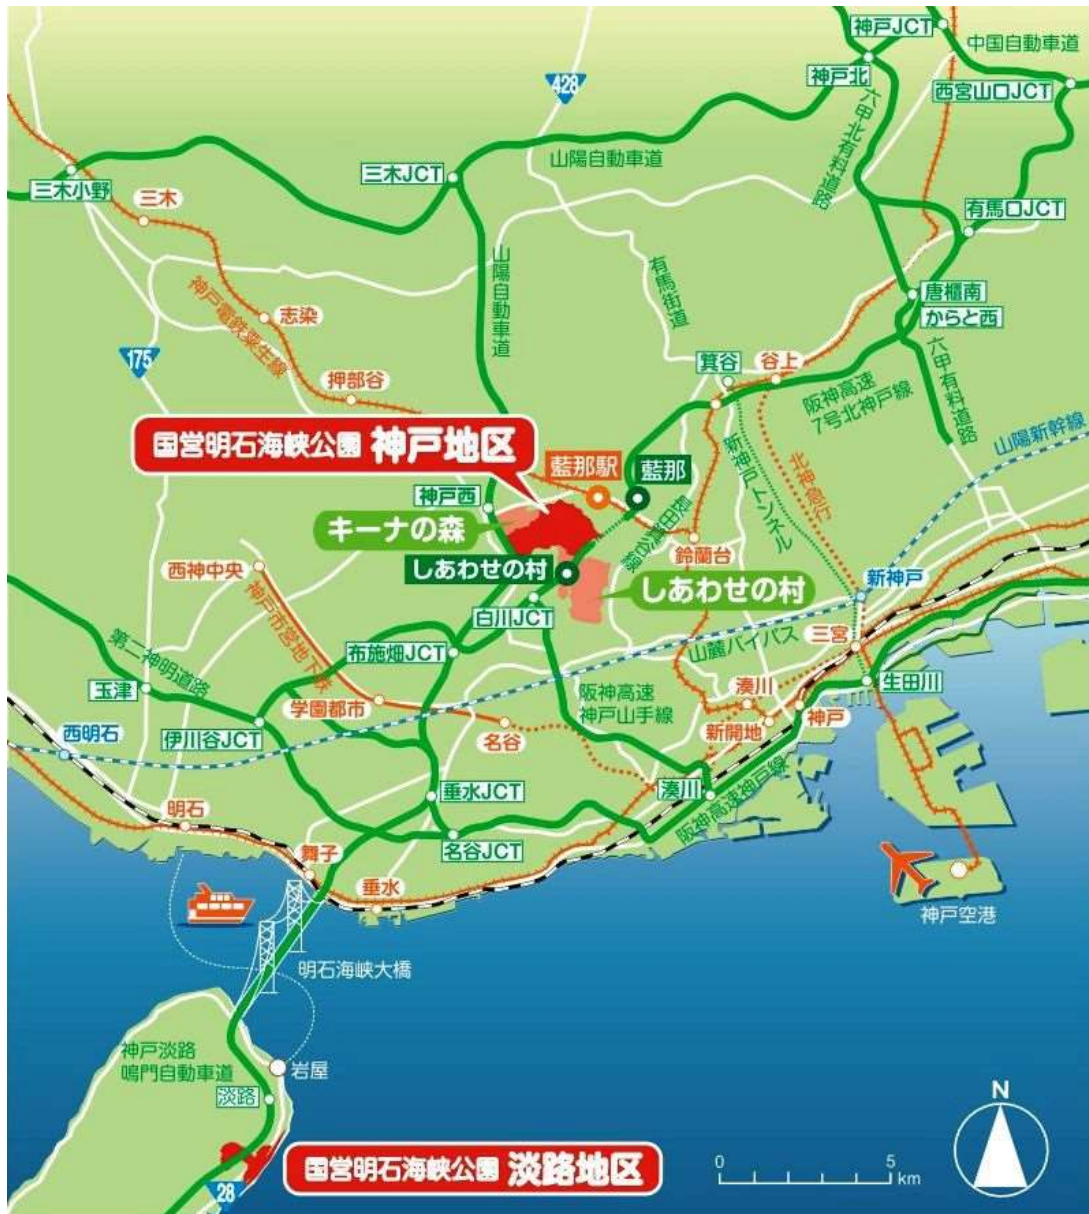 神戸JCT
中国自動車道
神戸北
西宮山口JCT
428
六甲北有料道路
山陽自動車道
三木JCT
三木小野
三木
有馬口JCT
山陽自動車道
有馬街道
神戸電鉄粟生線
志染
唐櫃南
からと西
175
箕谷
谷上
押部谷
阪神高速
7号北神戸線
六甲有料道路
国営明石海峡公園 神戸地区
山陽新幹線
北神急行
新神戸トンネル
藍那駅
藍那
神戸西
キーナの森
長田箕谷線
鈴蘭台
西神中央
しあわせの村
しあわせの村
新神戸
白川JCT
神戸市営地下鉄
山麓バイパス
三宮
第二神明道路
布施畑JCT
玉津
生田川
学園都市
阪神高速
神戸山手線
湊川
神戸
西明石
伊川谷JCT
名谷
新開地
垂水JCT
湊川
阪神高速神戸線
明石
名谷JCT
舞子
垂水
神戸空港
明石海峡大橋
神戸淡路
鳴門自動車道
岩屋
淡路
N
国営明石海峡公園 淡路地区
28
0 5
km